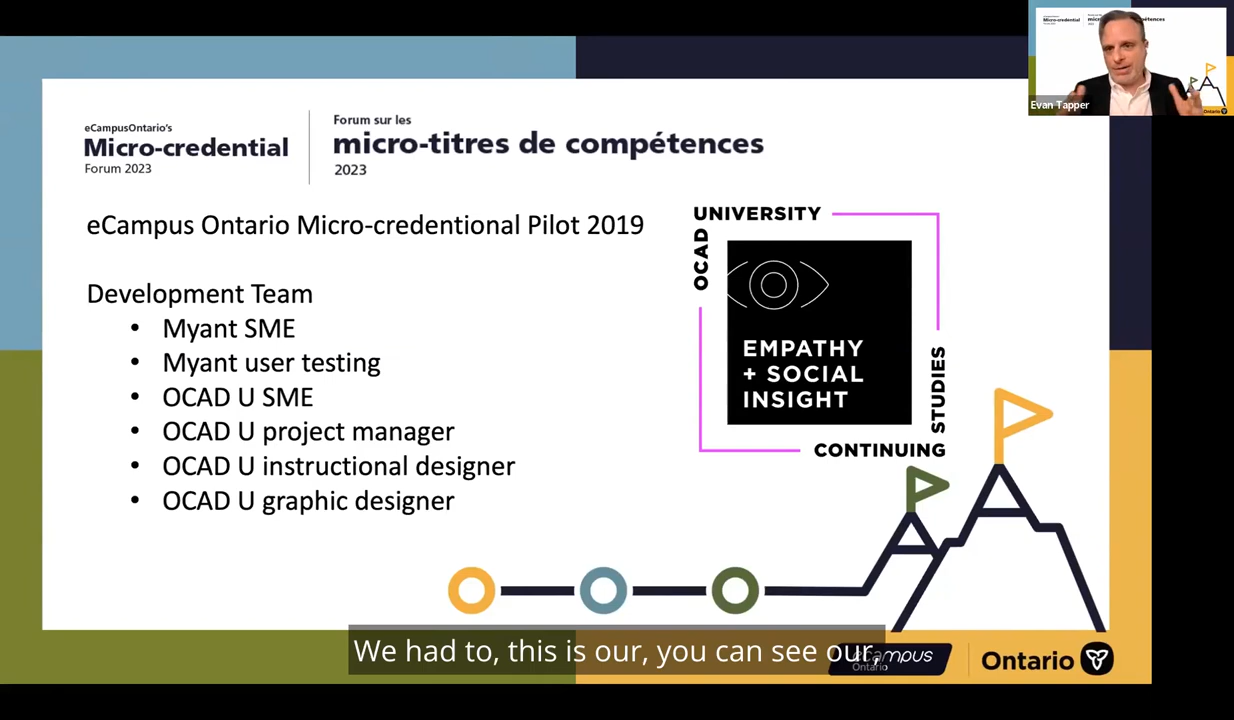 eCampusOntario's
Micro-credential
Forum 2023
Forum sur les
micro-titres de compétences
2023
eCampus Ontario Micro-credentional Pilot 2019
Development Team
• Myant SME
• Myant user testing
• OCAD U SME
• OCAD U project manager
• OCAD U instructional designer
• OCAD U graphic designer
OCAD
UNIVERSITY
EMPATHY
+ SOCIAL
INSIGHT
CONTINUING
STUDIES
Evan Tapper
We had to, this is our, you can see our,
eCampus
Ontario
Ontario